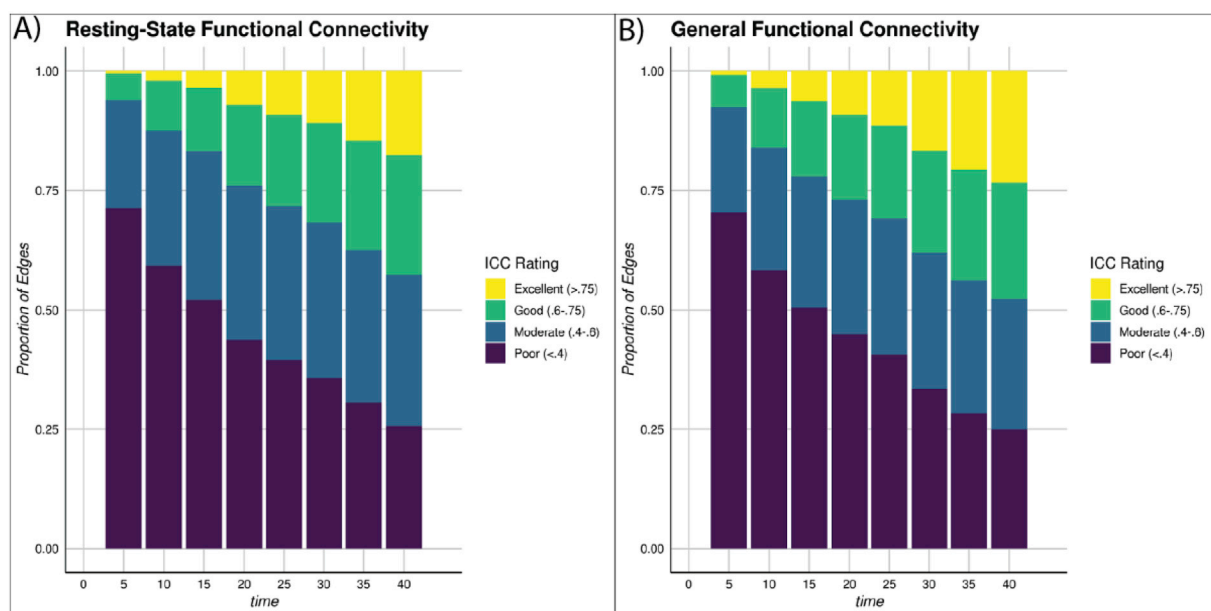 A)
Resting-State Functional Connectivity
1.00
0.75
0.50
0.25
0.00
Proportion of Edges
0 5 10 15 20 25 30 35 40
time
ICC Rating
Excellent (>.75)
Good (.6-.75)
Moderate (.4-.6)
Poor (<.4)
B)
General Functional Connectivity
1.00
0.75
0.50
0.25
0.00
Proportion of Edges
0 5 10 15 20 25 30 35 40
time
ICC Rating
Excellent (>.75)
Good (.6-.75)
Moderate (.4-.6)
Poor (<.4)